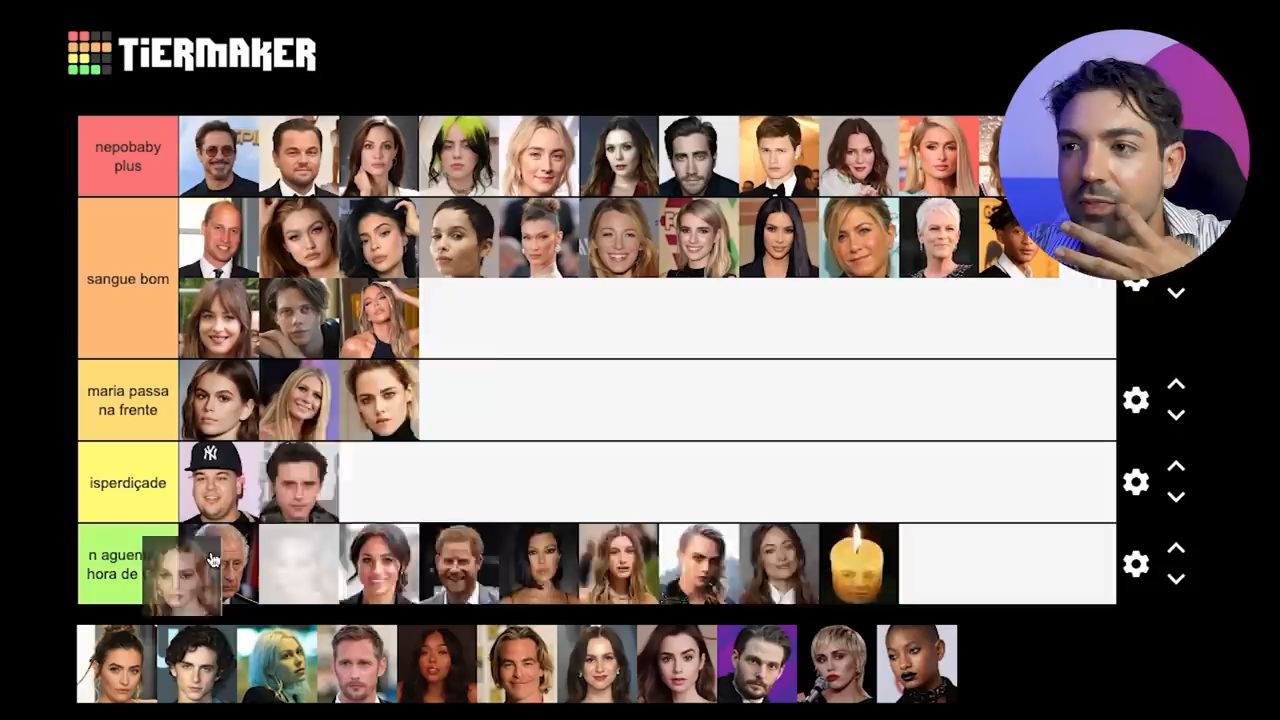 TiERMAKER
nepobaby
plus
sangue bom
maria passa
na frente
isperdiçade
n aguen
hora de